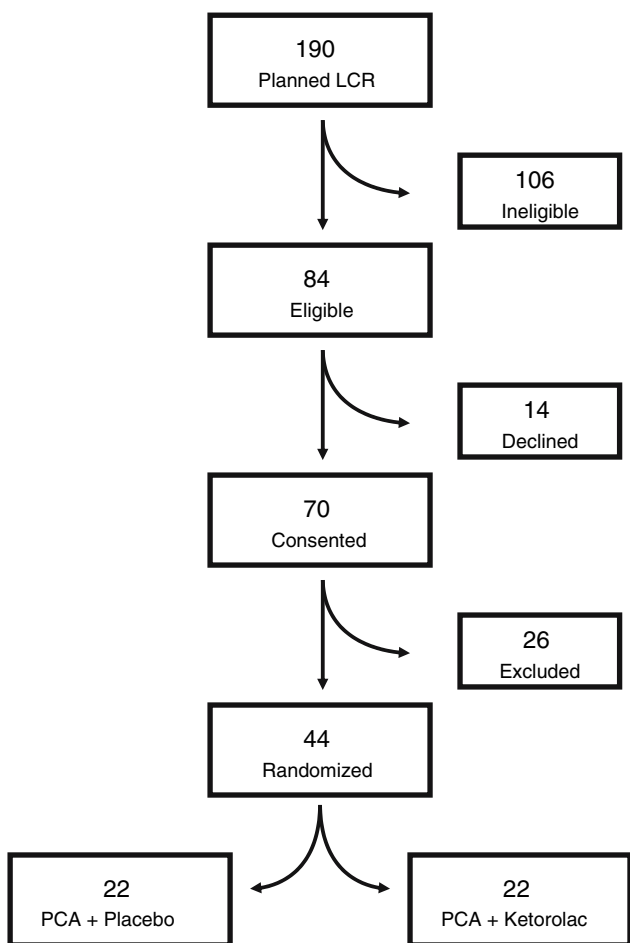 190
Planned LCR
106
Ineligible
84
Eligible
14
Declined
70
Consented
26
Excluded
44
Randomized
22
PCA + Placebo
22
PCA + Ketorolac